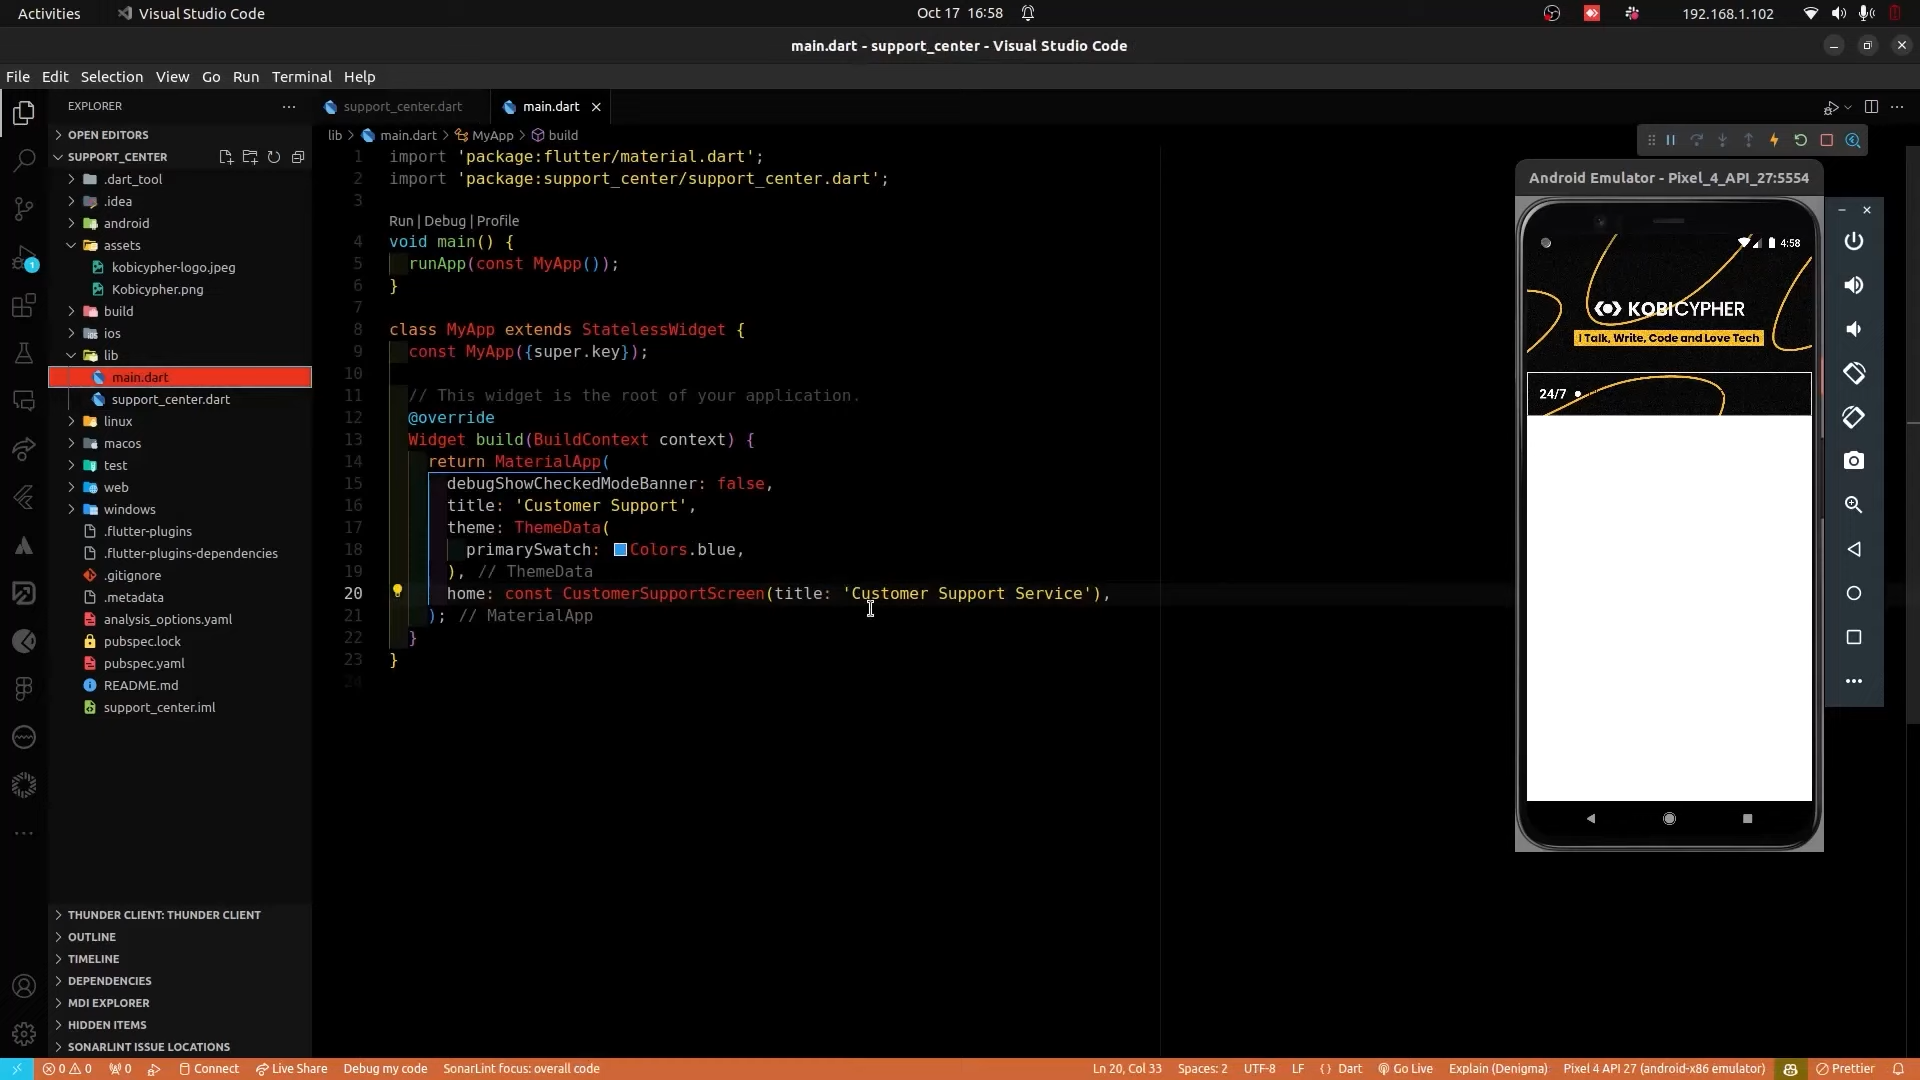 Activities
Visual Studio Code
Oct 17 16:58
192.168.1.102
main.dart - support_center - Visual Studio Code
File Edit Selection View Go Run Terminal Help
EXPLORER
OPEN EDITORS
SUPPORT_CENTER
.dart_tool
.idea
android
assets
kobicypher-logo.jpeg
Kobicypher.png
build
ios
lib
main.dart
support_center.dart
linux
macos
test
web
windows
.flutter-plugins
.flutter-plugins-dependencies
.gitignore
.metadata
analysis_options.yaml
pubspec.lock
pubspec.yaml
README.md
support_center.iml
THUNDER CLIENT: THUNDER CLIENT
OUTLINE
TIMELINE
DEPENDENCIES
MDI EXPLORER
HIDDEN ITEMS
SONARLINT ISSUE LOCATIONS
1
support_center.dart
main.dart
lib > main.dart > MyApp > build
1 import 'package:flutter/material.dart';
2 import 'package:support_center/support_center.dart';
3
Run | Debug | Profile
4 void main() {
5 runApp(const MyApp());
6 }
7
8 class MyApp extends StatelessWidget {
9 const MyApp({super.key});
10
11 // This widget is the root of your application.
12 @override
13 Widget build(BuildContext context) {
14 return MaterialApp(
15 debugShowCheckedModeBanner: false,
16 title: 'Customer Support',
17 theme: ThemeData(
18 primarySwatch: Colors.blue,
19 ), // ThemeData
20 home: const CustomerSupportScreen(title: 'Customer Support Service'),
21 ); // MaterialApp
22 }
23 }
24
Android Emulator - Pixel_4_API_27:5554
4:58
KOBICYPHER
I Talk, Write, Code and Love Tech
24/7
0 0 0 Connect Live Share Debug my code SonarLint focus: overall code Ln 20, Col 33 Spaces: 2 UTF-8 LF { } Dart Go Live Explain (Denigma) Pixel 4 API 27 (android-x86 emulator) Prettier